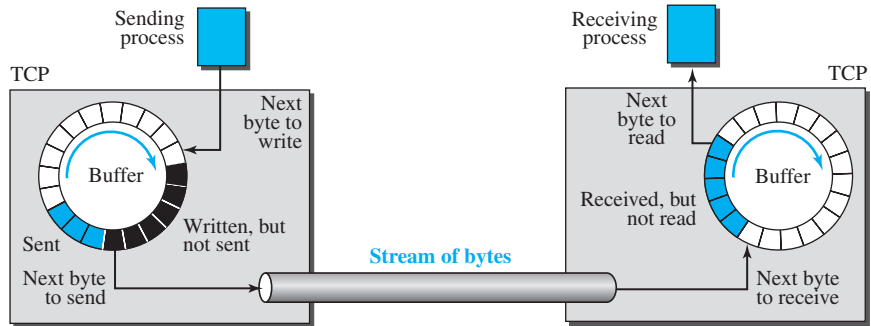 Sending
process
TCP
Next
byte to
write
Buffer
Sent
Written, but
not sent
Next byte
to send
Stream of bytes
Receiving
process
TCP
Next
byte to
read
Buffer
Received, but
not read
Next byte
to receive